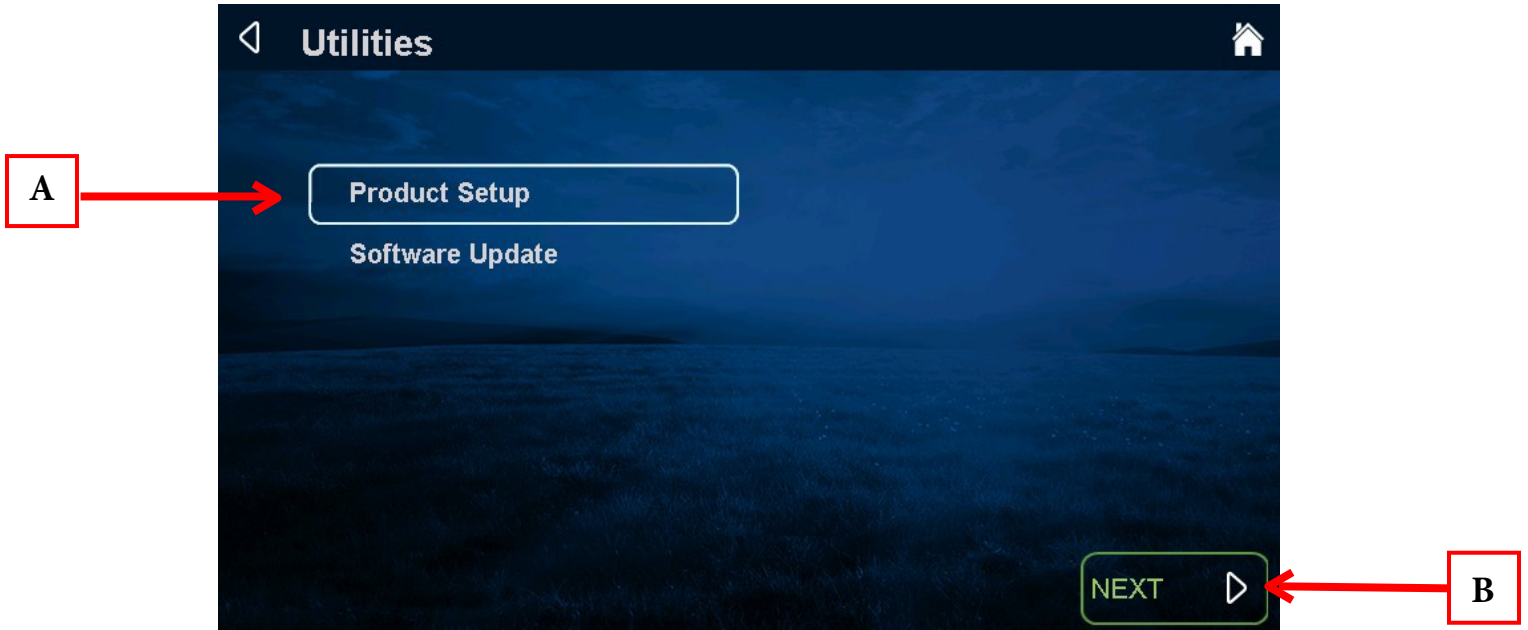 Utilities
A
Product Setup
Software Update
NEXT
B